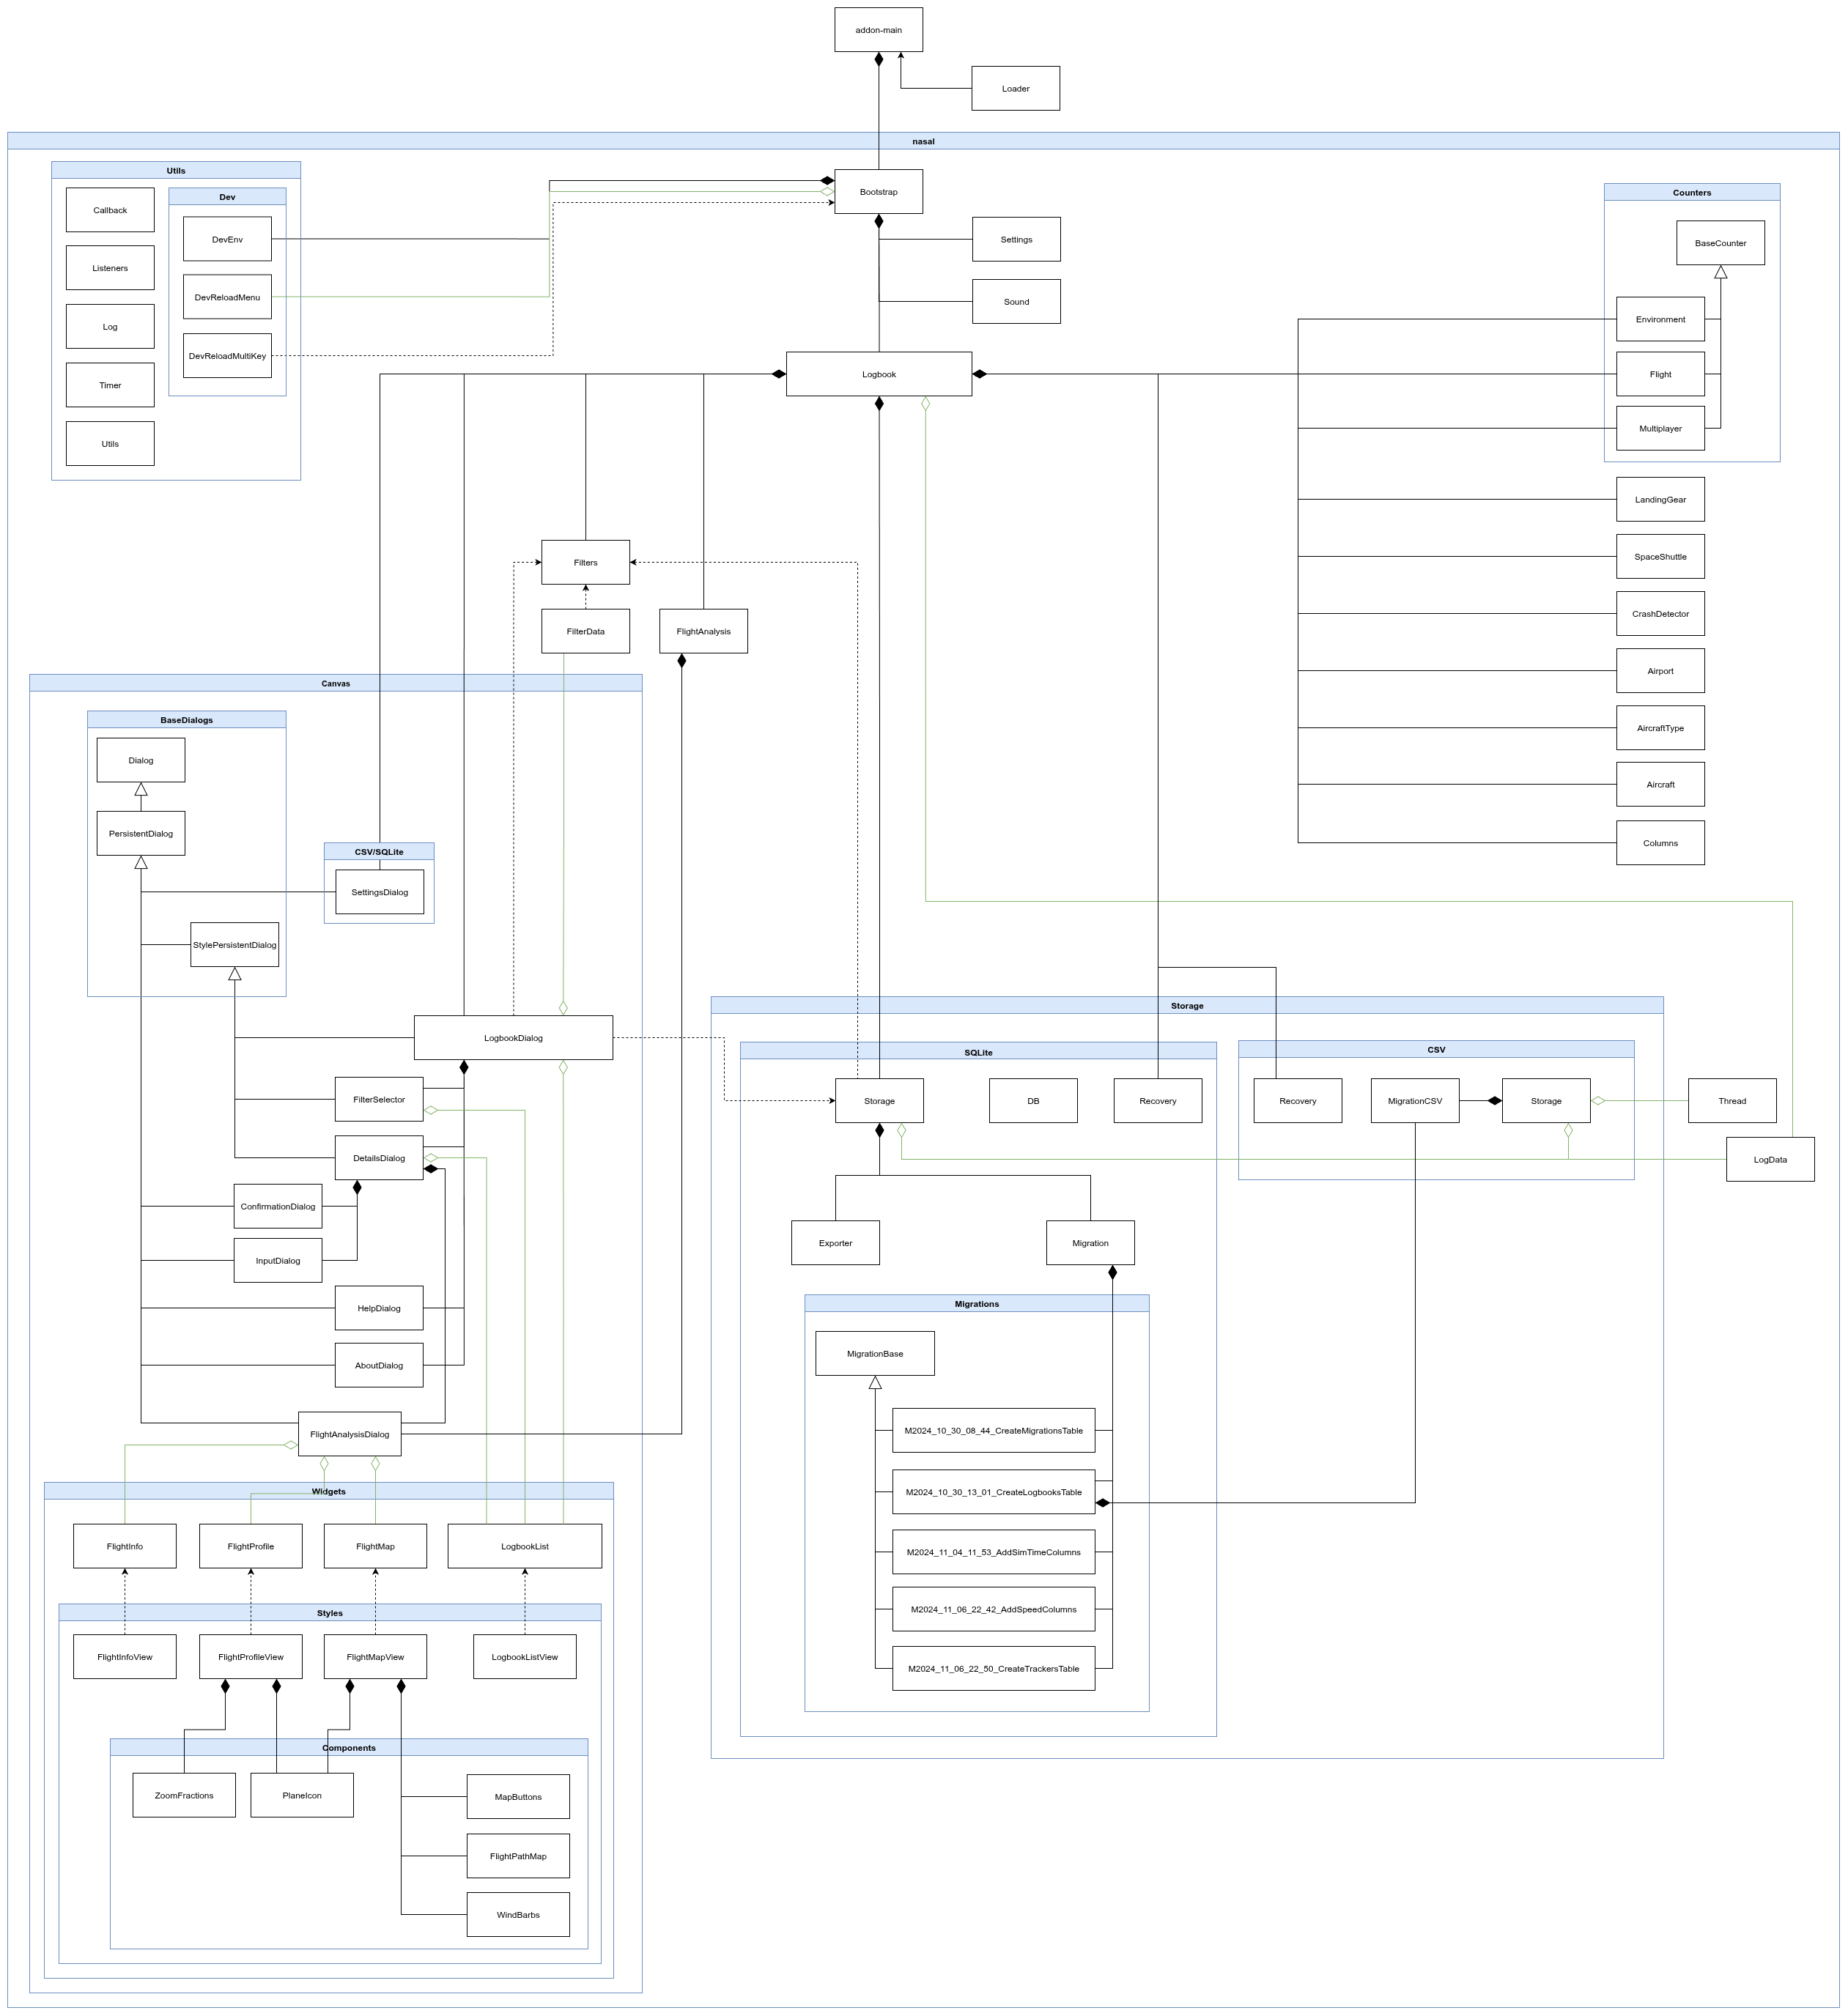 addon-main
Loader
nasal
Utils
Callback
Listeners
Log
Timer
Utils
Dev
DevEnv
DevReloadMenu
DevReloadMultiKey
Bootstrap
Settings
Sound
Logbook
Counters
BaseCounter
Environment
Flight
Multiplayer
LandingGear
SpaceShuttle
CrashDetector
Airport
AircraftType
Aircraft
Columns
Filters
FilterData
FlightAnalysis
Canvas
BaseDialogs
Dialog
PersistentDialog
StylePersistentDialog
CSV/SQLite
SettingsDialog
LogbookDialog
FilterSelector
DetailsDialog
ConfirmationDialog
InputDialog
HelpDialog
AboutDialog
FlightAnalysisDialog
Widgets
FlightInfo
FlightProfile
FlightMap
LogbookList
Styles
FlightInfoView
FlightProfileView
FlightMapView
LogbookListView
Components
ZoomFractions
PlaneIcon
MapButtons
FlightPathMap
WindBarbs
Storage
SQLite
Storage
DB
Recovery
Exporter
Migration
Migrations
MigrationBase
M2024_10_30_08_44_CreateMigrationsTable
M2024_10_30_13_01_CreateLogbooksTable
M2024_11_04_11_53_AddSimTimeColumns
M2024_11_06_22_42_AddSpeedColumns
M2024_11_06_22_50_CreateTrackersTable
CSV
Recovery
MigrationCSV
Storage
Thread
LogData